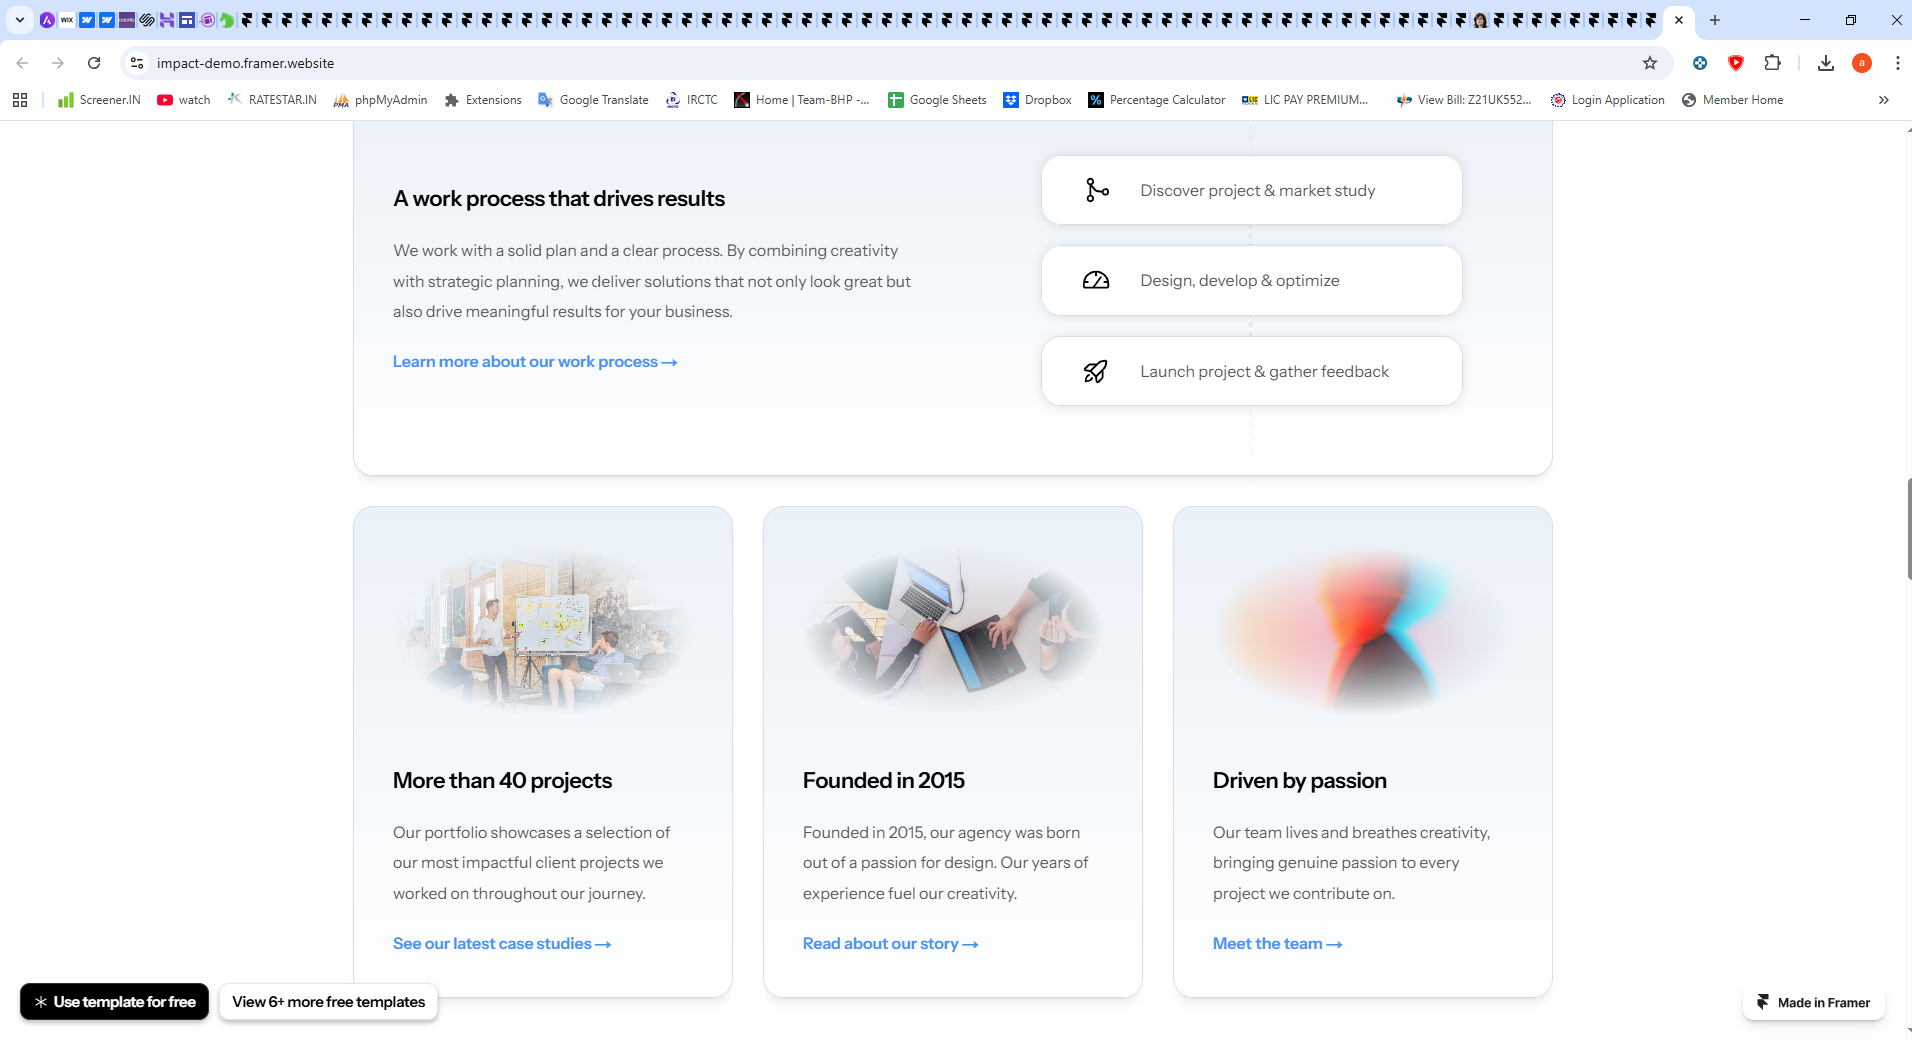 impact-demo.framer.website
Screener.IN
watch
RATESTAR.IN
phpMyAdmin
Extensions
Google Translate
IRCTC
Home | Team-BHP -...
Google Sheets
Dropbox
Percentage Calculator
LIC PAY PREMIUM...
View Bill: Z21UK552...
Login Application
Member Home
A work process that drives results
We work with a solid plan and a clear process. By combining creativity
with strategic planning, we deliver solutions that not only look great but
also drive meaningful results for your business.
Learn more about our work process →
Discover project & market study
Design, develop & optimize
Launch project & gather feedback
More than 40 projects
Our portfolio showcases a selection of
our most impactful client projects we
worked on throughout our journey.
See our latest case studies →
Founded in 2015
Founded in 2015, our agency was born
out of a passion for design. Our years of
experience fuel our creativity.
Read about our story →
Driven by passion
Our team lives and breathes creativity,
bringing genuine passion to every
project we contribute on.
Meet the team →
Use template for free
View 6+ more free templates
Made in Framer